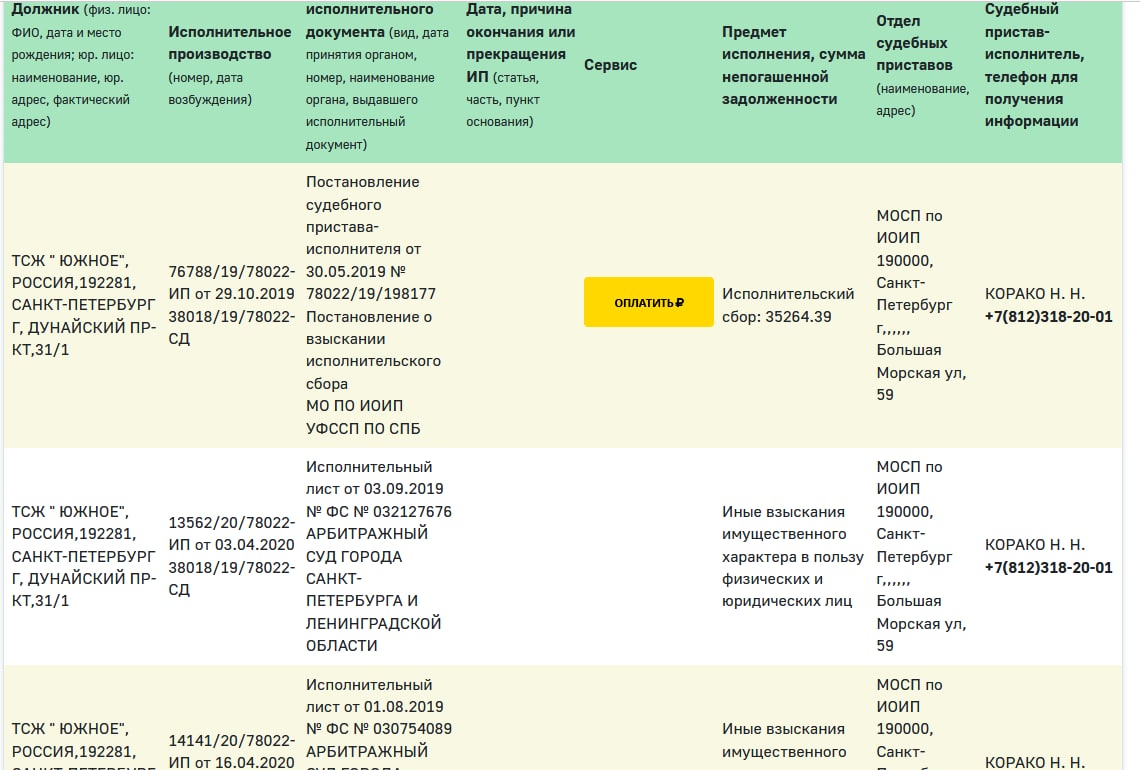 Должник (физ. лицо:
ФИО, дата и место
рождения; юр. лицо:
наименование, юр.
адрес, фактический
адрес)
Исполнительное
производство
(номер, дата
возбуждения)
исполнительного
документа (вид, дата
принятия органом,
номер, наименование
органа, выдавшего
исполнительный
документ)
Дата, причина
окончания или
прекращения
ИП (статья,
часть, пункт
основания)
Сервис
Предмет
исполнения, сумма
непогашенной
задолженности
Отдел
судебных
приставов
(наименование,
адрес)
Судебный
пристав-
исполнитель,
телефон для
получения
информации
ТСЖ " ЮЖНОЕ",
РОССИЯ,192281,
САНКТ-ПЕТЕРБУРГ
Г, ДУНАЙСКИЙ ПР-
КТ,31/1
76788/19/78022-
ИП от 29.10.2019
38018/19/78022-
СД
Постановление
судебного
пристава-
исполнителя от
30.05.2019 №
78022/19/198177
Постановление о
взыскании
исполнительского
сбора
МО ПО ИОИП
УФССП ПО СПБ
ОПЛАТИТЬ ₽
Исполнительский
сбор: 35264.39
МОСП по
ИОИП
190000,
Санкт-
Петербург
г,,,,,,
Большая
Морская ул,
59
КОРАКО Н. Н.
+7(812)318-20-01
ТСЖ " ЮЖНОЕ",
РОССИЯ,192281,
САНКТ-ПЕТЕРБУРГ
Г, ДУНАЙСКИЙ ПР-
КТ,31/1
13562/20/78022-
ИП от 03.04.2020
38018/19/78022-
СД
Исполнительный
лист от 03.09.2019
№ ФС № 032127676
АРБИТРАЖНЫЙ
СУД ГОРОДА
САНКТ-
ПЕТЕРБУРГА И
ЛЕНИНГРАДСКОЙ
ОБЛАСТИ
Иные взыскания
имущественного
характера в пользу
физических и
юридических лиц
МОСП по
ИОИП
190000,
Санкт-
Петербург
г,,,,,,
Большая
Морская ул,
59
КОРАКО Н. Н.
+7(812)318-20-01
ТСЖ " ЮЖНОЕ",
РОССИЯ,192281,
САНКТ-ПЕТЕРБУРГ
14141/20/78022-
ИП от 16.04.2020
Исполнительный
лист от 01.08.2019
№ ФС № 030754089
АРБИТРАЖНЫЙ
СУД ГОРОДА
Иные взыскания
имущественного
МОСП по
ИОИП
190000,
Санкт-
КОРАКО Н. Н.